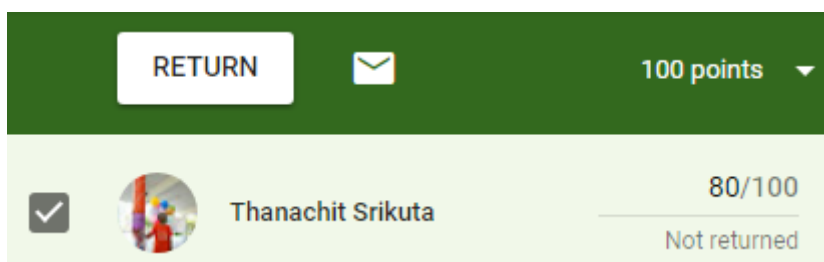 RETURN
100 points
Thanachit Srikuta
80/100
Not returned